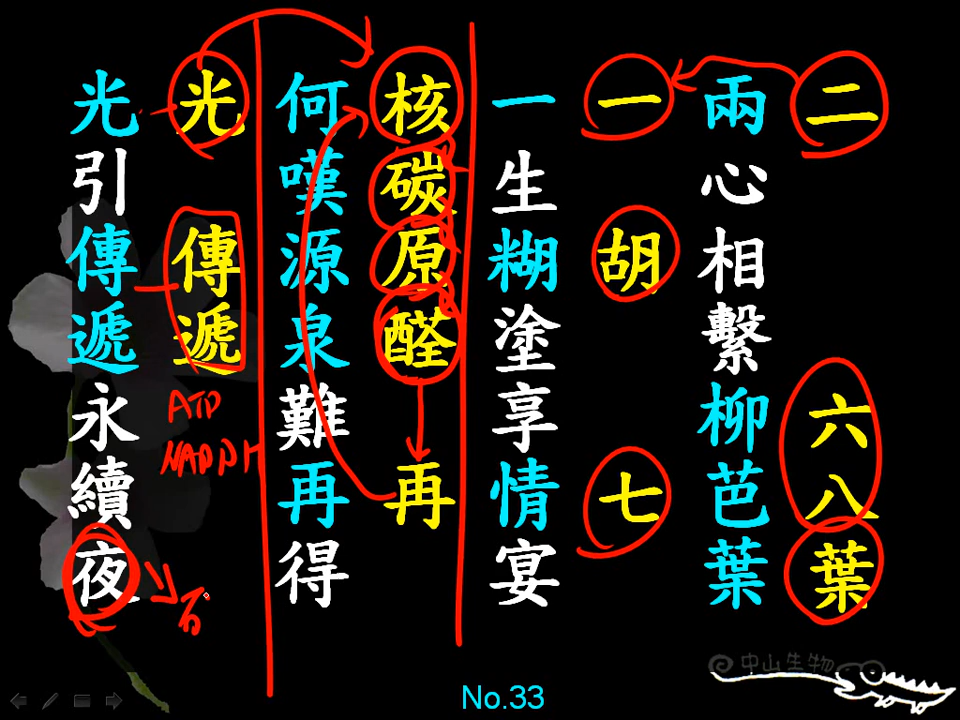 二
六八葉
兩心相繫柳芭葉
一胡七
一生糊塗享情宴
核碳原醛再
何嘆源泉難再得
光傳遞
ATP
NADPH
光引傳遞永續夜
否
中山生物
No.33